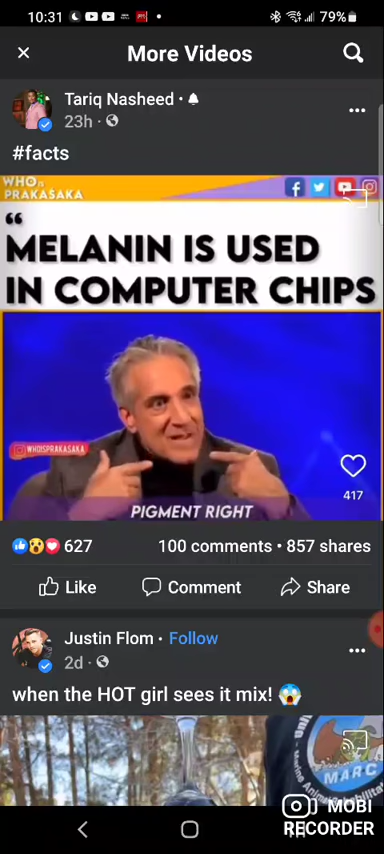 10:31
79%
More Videos
Tariq Nasheed
23h
#facts
WHO is
PRAKASAKA
“
MELANIN IS USED
IN COMPUTER CHIPS
WHOISPRAKASAKA
417
PIGMENT RIGHT
627
100 comments • 857 shares
Like
Comment
Share
Justin Flom • Follow
2d
when the HOT girl sees it mix!
MARC
MOBI
RECORDER